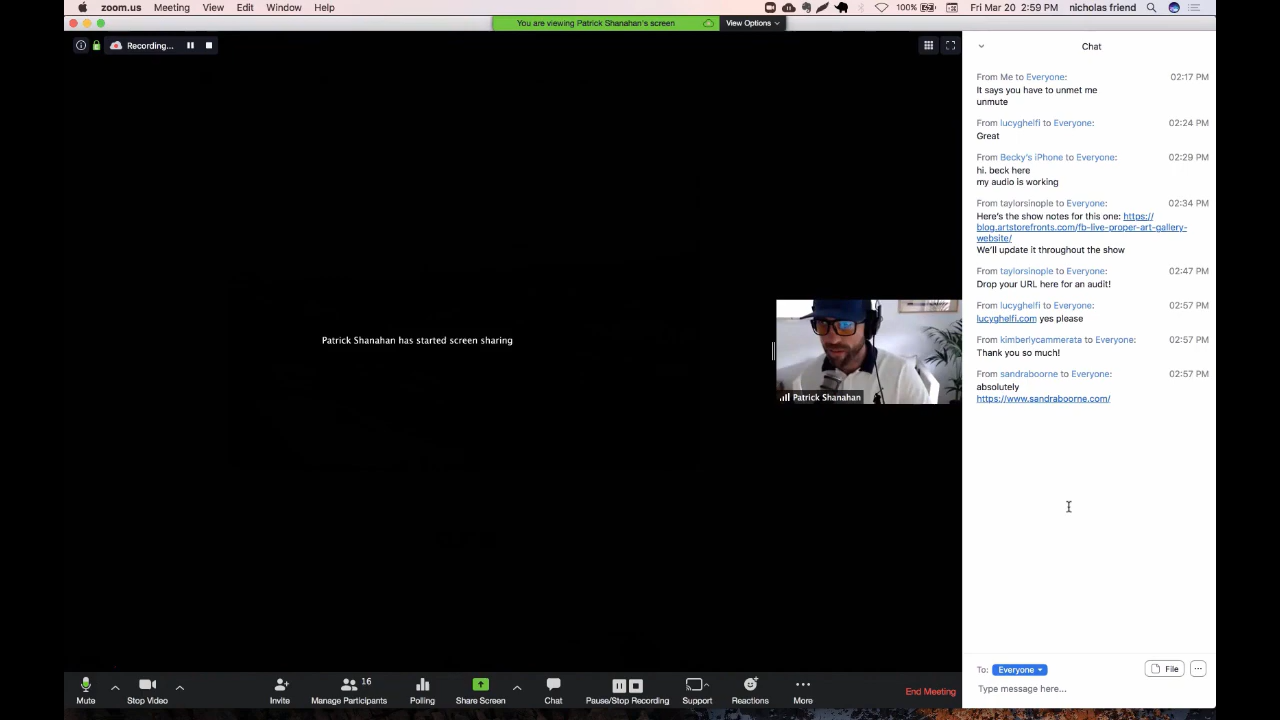 zoom.us Meeting View Edit Window Help
100% Fri Mar 20 2:59 PM nicholas friend
You are viewing Patrick Shanahan's screen View Options
Recording...
Patrick Shanahan has started screen sharing
Patrick Shanahan
Chat
From Me to Everyone: 02:17 PM
It says you have to unmet me
unmute
From lucyghelfi to Everyone: 02:24 PM
Great
From Becky's iPhone to Everyone: 02:29 PM
hi. beck here
my audio is working
From taylorsinople to Everyone: 02:34 PM
Here's the show notes for this one: https://
blog.artstorefronts.com/fb-live-proper-art-gallery-
website/
We'll update it throughout the show
From taylorsinople to Everyone: 02:47 PM
Drop your URL here for an audit!
From lucyghelfi to Everyone: 02:57 PM
lucyghelfi.com yes please
From kimberlycammerata to Everyone: 02:57 PM
Thank you so much!
From sandraboorne to Everyone: 02:57 PM
absolutely
https://www.sandraboorne.com/
To: Everyone File
Type message here...
16
Mute Stop Video Invite Manage Participants Polling Share Screen Chat Pause/Stop Recording Support Reactions More
End Meeting